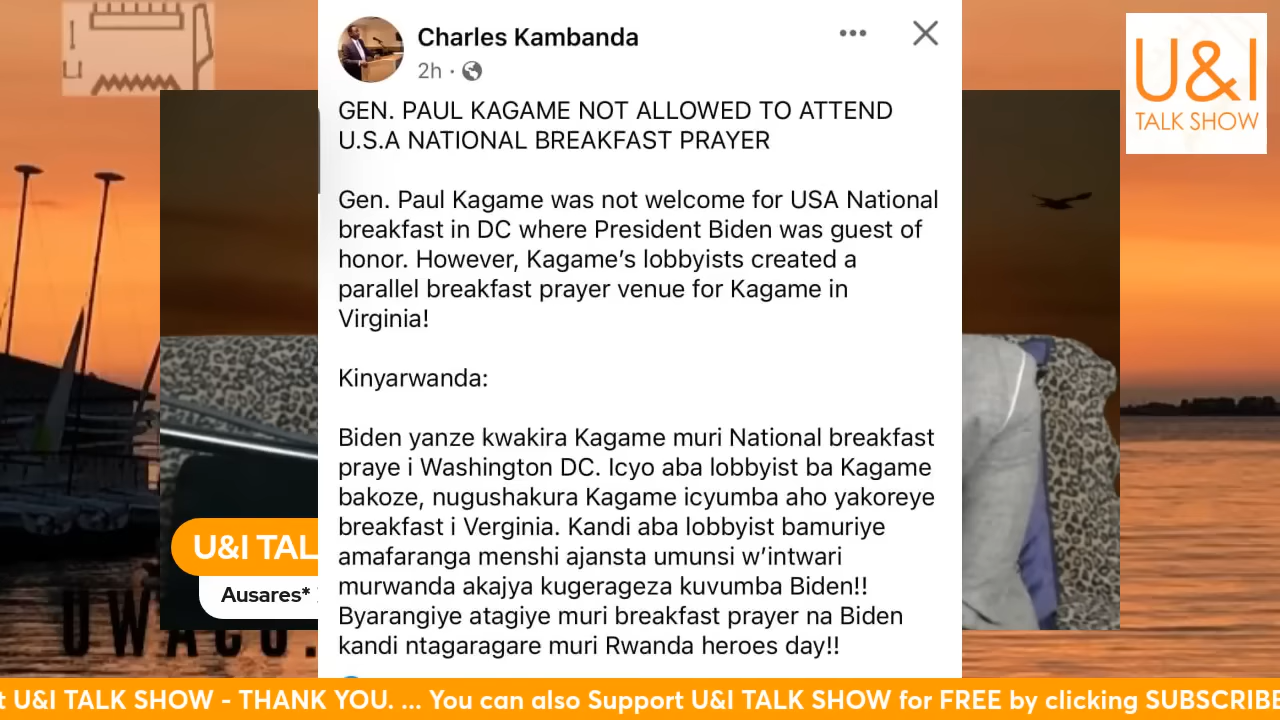 Charles Kambanda
2h
GEN. PAUL KAGAME NOT ALLOWED TO ATTEND
U.S.A NATIONAL BREAKFAST PRAYER
Gen. Paul Kagame was not welcome for USA National
breakfast in DC where President Biden was guest of
honor. However, Kagame’s lobbyists created a
parallel breakfast prayer venue for Kagame in
Virginia!
Kinyarwanda:
Biden yanze kwakira Kagame muri National breakfast
praye i Washington DC. Icyo aba lobbyist ba Kagame
bakoze, nugushakura Kagame icyumba aho yakoreye
breakfast i Verginia. Kandi aba lobbyist bamuriye
amafaranga menshi ajansta umunsi w’intwari
murwanda akajya kugerageza kuvumba Biden!!
Byarangiye atagiye muri breakfast prayer na Biden
kandi ntagaragare muri Rwanda heroes day!!
U&I
TALK SHOW
U&I TAL
Ausares*
UWACU.
t U&I TALK SHOW - THANK YOU. ... You can also Support U&I TALK SHOW for FREE by clicking SUBSCRIBE